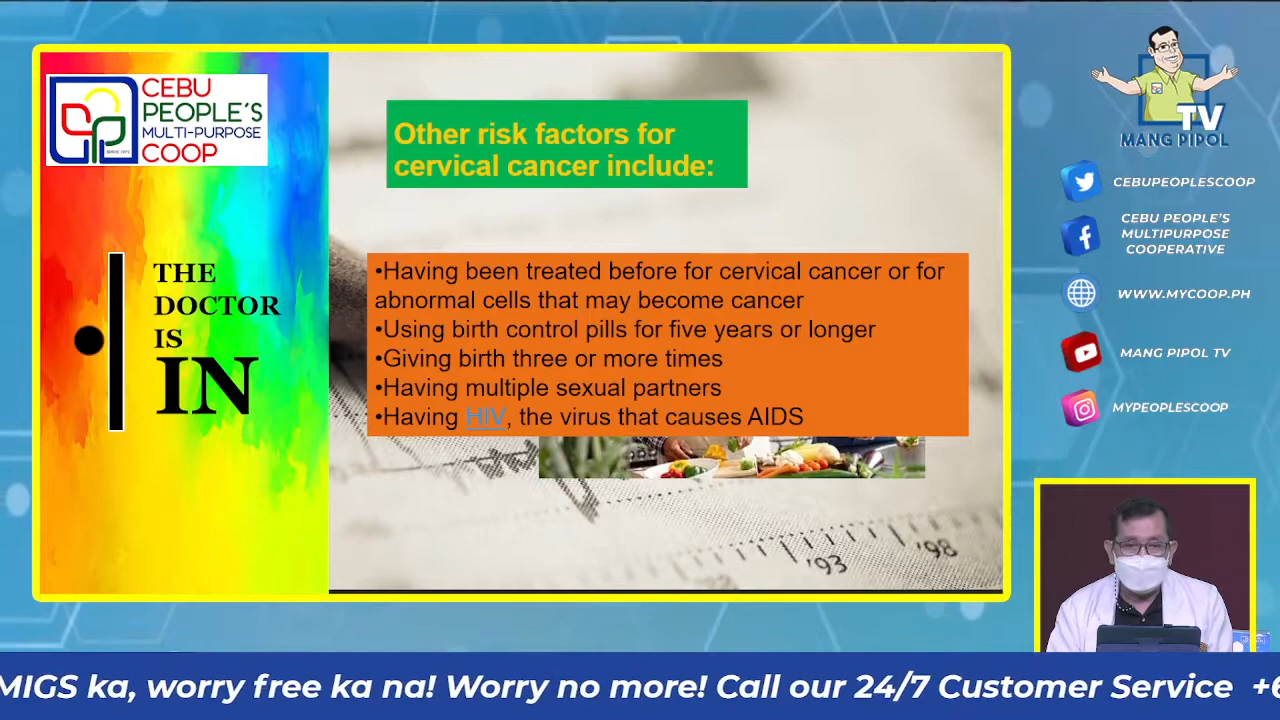 CEBU
PEOPLE'S
MULTI-PURPOSE
COOP
SINCE 1972
THE
DOCTOR
IS
IN
Other risk factors for
cervical cancer include:
•Having been treated before for cervical cancer or for
abnormal cells that may become cancer
•Using birth control pills for five years or longer
•Giving birth three or more times
•Having multiple sexual partners
•Having HIV, the virus that causes AIDS
'93
'98
TV
MANG PIPOL
CEBUPEOPLESCOOP
CEBU PEOPLE'S
MULTIPURPOSE
COOPERATIVE
WWW.MYCOOP.PH
MANG PIPOL TV
MYPEOPLESCOOP
MIGS ka, worry free ka na! Worry no more! Call our 24/7 Customer Service +6